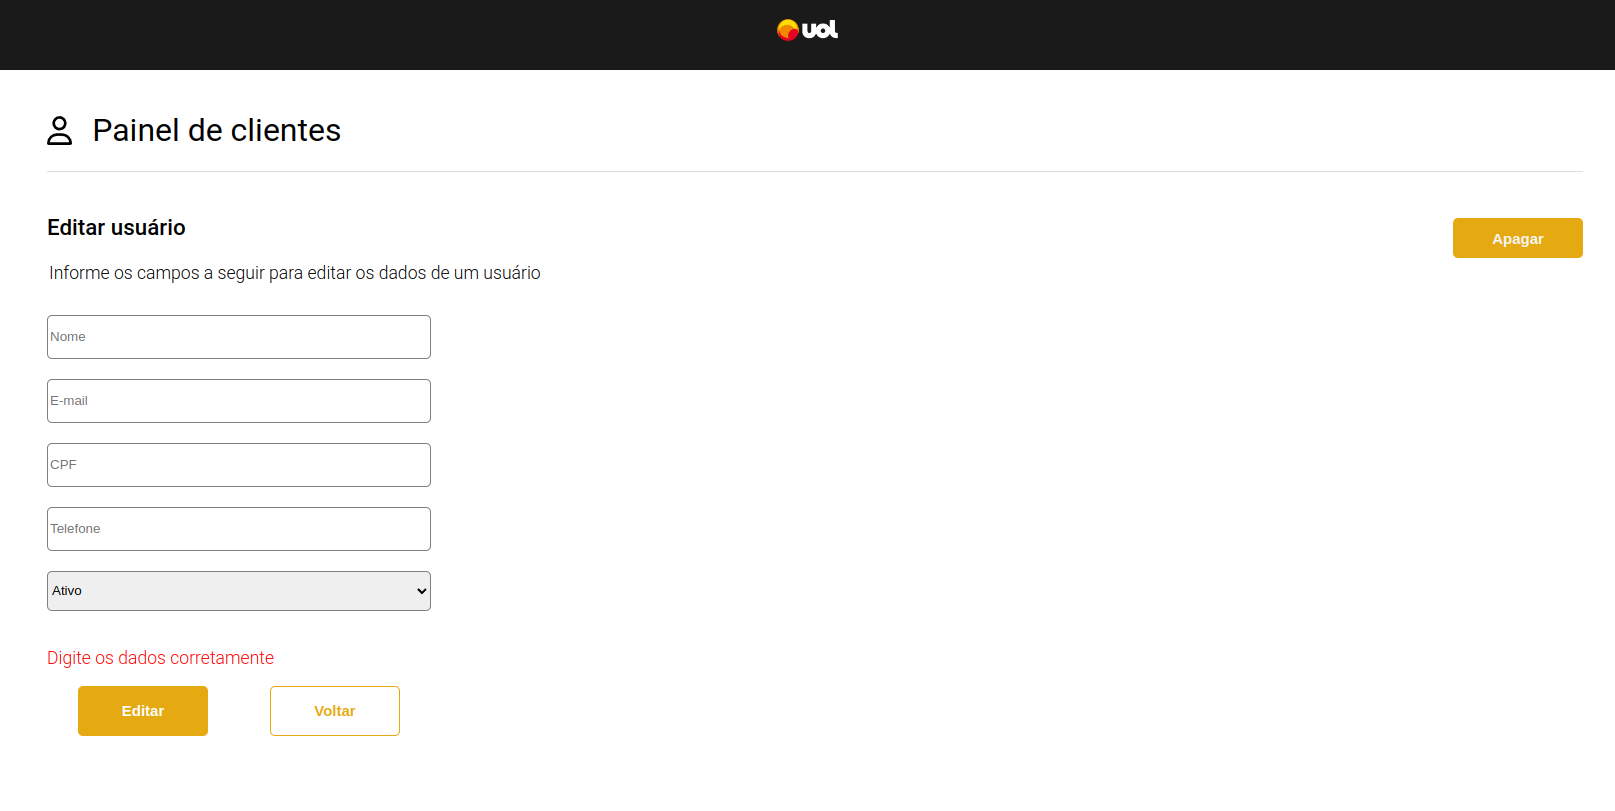 uol
Painel de clientes
Editar usuário
Apagar
Informe os campos a seguir para editar os dados de um usuário
Nome
E-mail
CPF
Telefone
Ativo
Digite os dados corretamente
Editar
Voltar